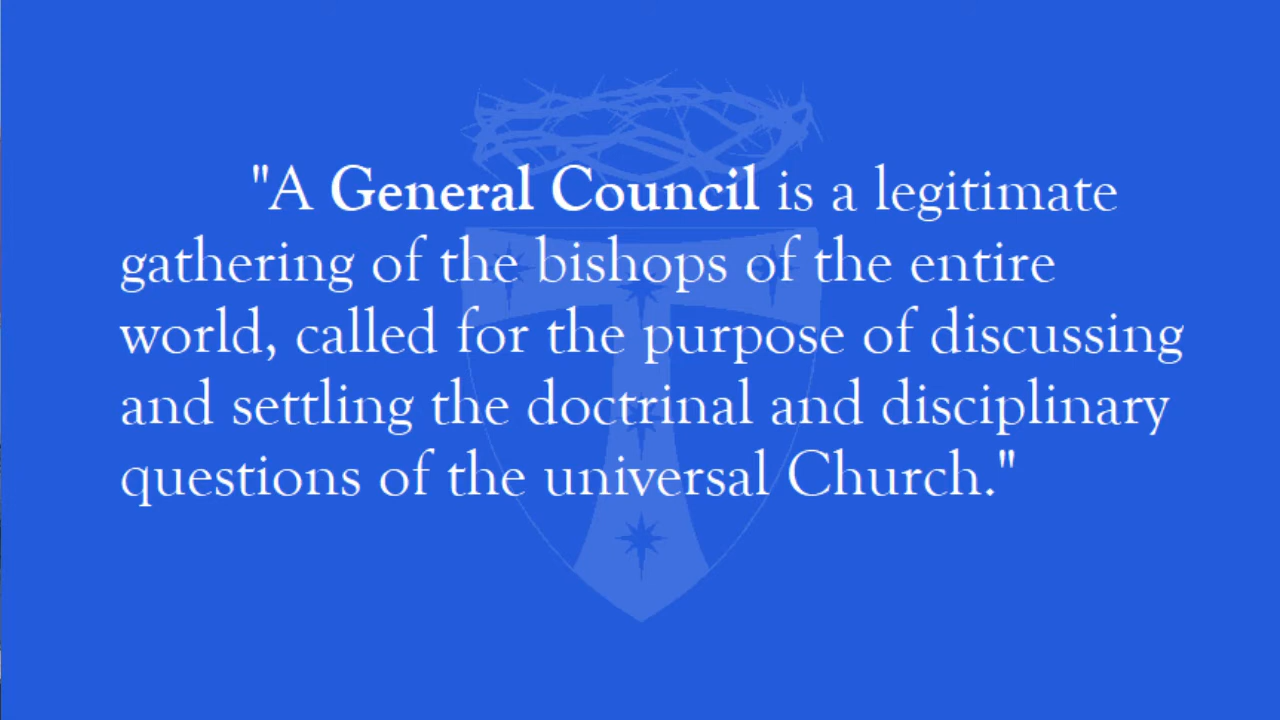 "A General Council is a legitimate
gathering of the bishops of the entire
world, called for the purpose of discussing
and settling the doctrinal and disciplinary
questions of the universal Church."